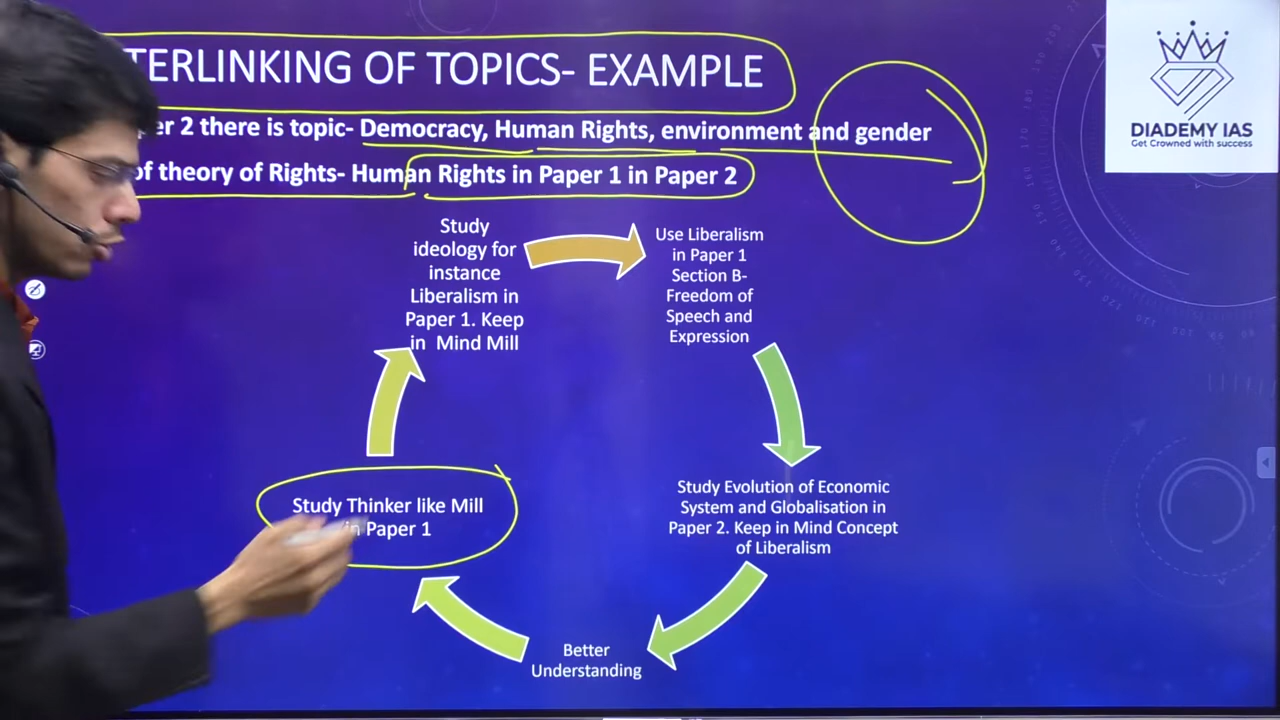 TERLINKING OF TOPICS- EXAMPLE
er 2 there is topic- Democracy, Human Rights, environment and gender
of theory of Rights- Human Rights in Paper 1 in Paper 2
DIADEMY IAS
Get Crowned with success
Study
ideology for
instance
Liberalism in
Paper 1. Keep
in Mind Mill
Use Liberalism
in Paper 1
Section B-
Freedom of
Speech and
Expression
Study Evolution of Economic
System and Globalisation in
Paper 2. Keep in Mind Concept
of Liberalism
Better
Understanding
Study Thinker like Mill
in Paper 1